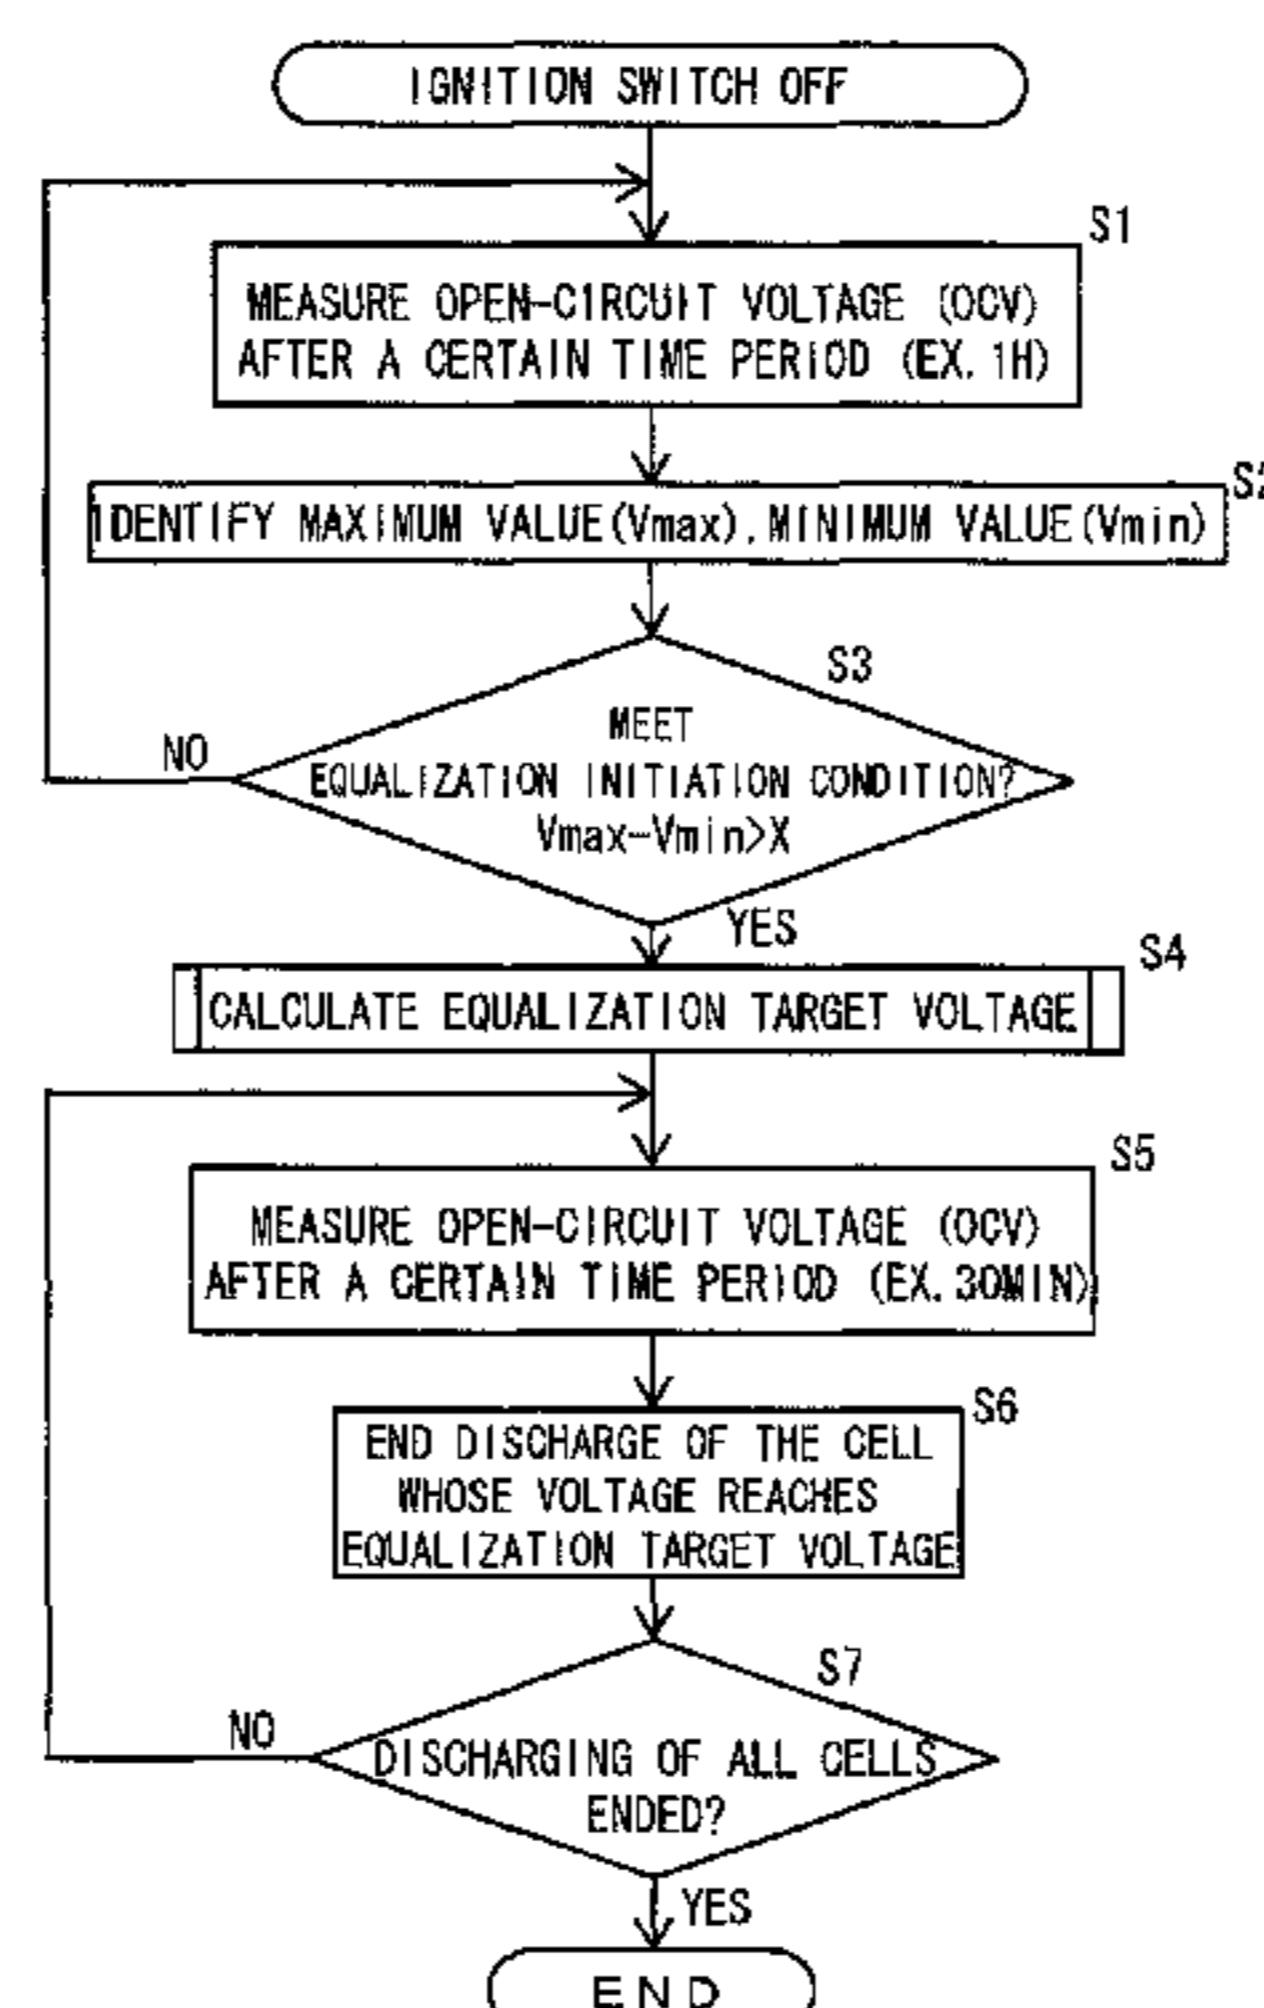 IGNITION SWITCH OFF
S1
MEASURE OPEN-CIRCUIT VOLTAGE (OCV)
AFTER A CERTAIN TIME PERIOD (EX. 1H)
S2
IDENTIFY MAXIMUM VALUE(Vmax), MINIMUM VALUE(Vmin)
S3
MEET
EQUALIZATION INITIATION CONDITION?
Vmax-Vmin>X
NO
YES
S4
CALCULATE EQUALIZATION TARGET VOLTAGE
S5
MEASURE OPEN-CIRCUIT VOLTAGE (OCV)
AFTER A CERTAIN TIME PERIOD (EX. 30MIN)
S6
END DISCHARGE OF THE CELL
WHOSE VOLTAGE REACHES
EQUALIZATION TARGET VOLTAGE
S7
NO
DISCHARGING OF ALL CELLS
ENDED?
YES
END